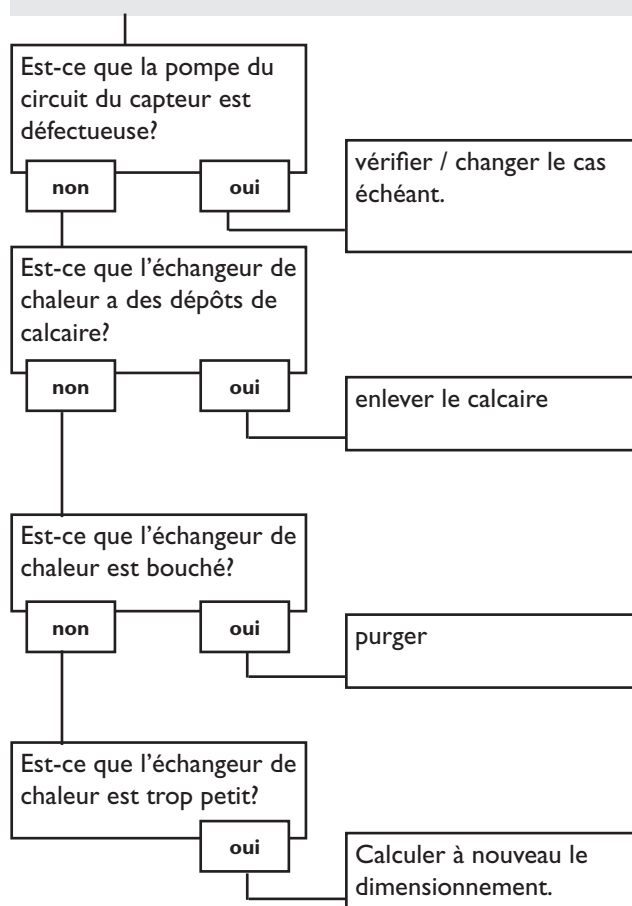 Est-ce que la pompe du
circuit du capteur est
défectueuse?
non
oui
vérifier / changer le cas
échéant.
Est-ce que l'échangeur de
chaleur a des dépôts de
calcaire?
non
oui
enlever le calcaire
Est-ce que l'échangeur de
chaleur est bouché?
non
oui
purger
Est-ce que l'échangeur de
chaleur est trop petit?
oui
Calculer à nouveau le
dimensionnement.